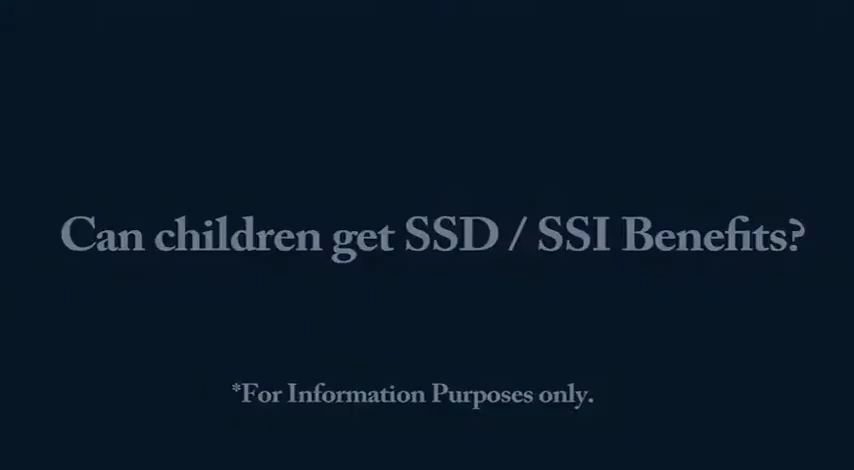 Can children get SSD / SSI Benefits?
*For Information Purposes only.